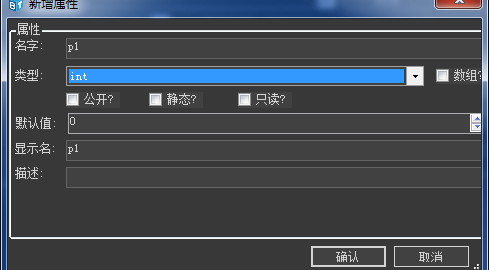 新增属性
属性
名字: p1
类型: int 数组?
公开? 静态? 只读?
默认值: 0
显示名: p1
描述:
确认 取消